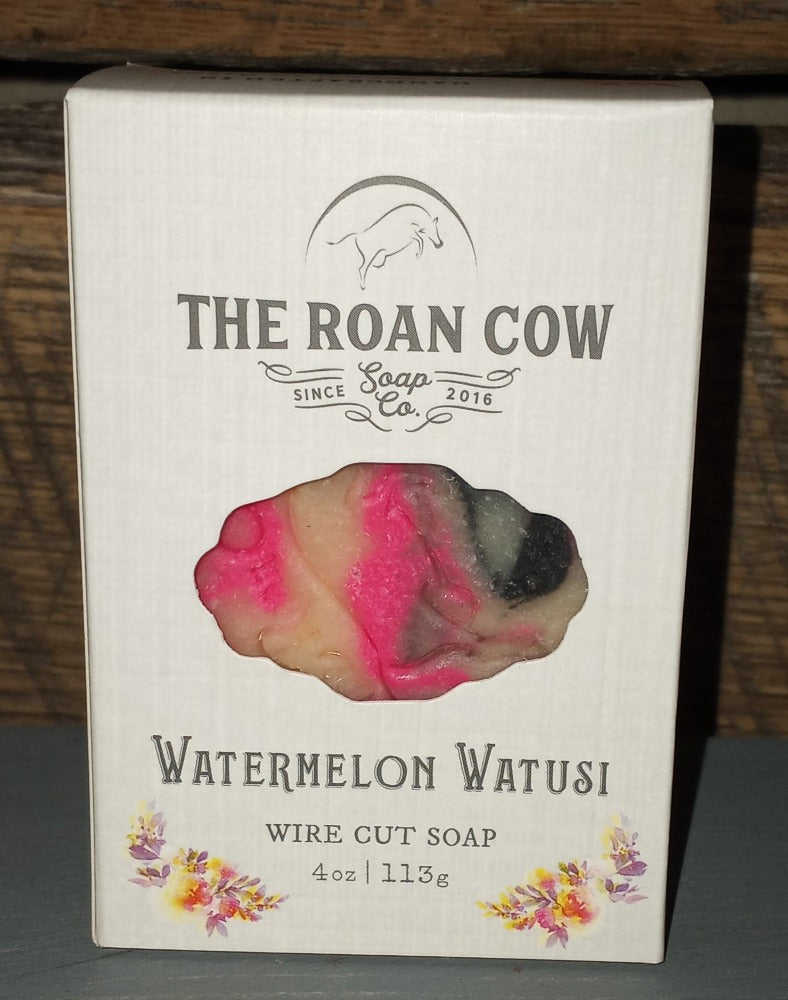 THE ROAN COW
SINCE Soap Co. 2016
WATERMELON WATUSI
WIRE CUT SOAP
4oz | 113g